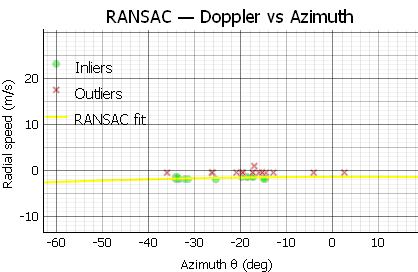 RANSAC — Doppler vs Azimuth
Inliers
Outliers
RANSAC fit
Radial speed (m/s)
20
10
0
-10
-60 -50 -40 -30 -20 -10 0 10
Azimuth θ (deg)